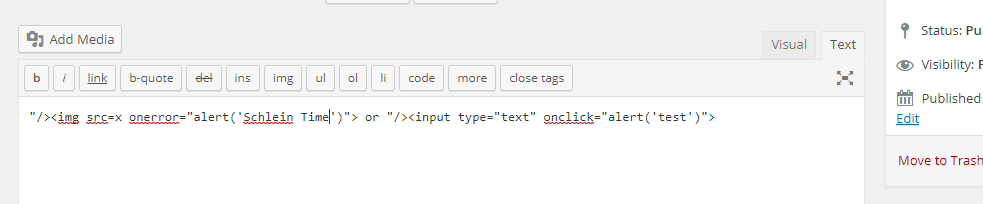 Add Media
Visual
Text
b
i
link
b-quote
del
ins
img
ul
ol
li
code
more
close tags
"/><img src=x onerror="alert('Schlein Time')"> or "/><input type="text" onclick="alert('test')">
Status: Pu
Visibility: P
Published
Edit
Move to Trash